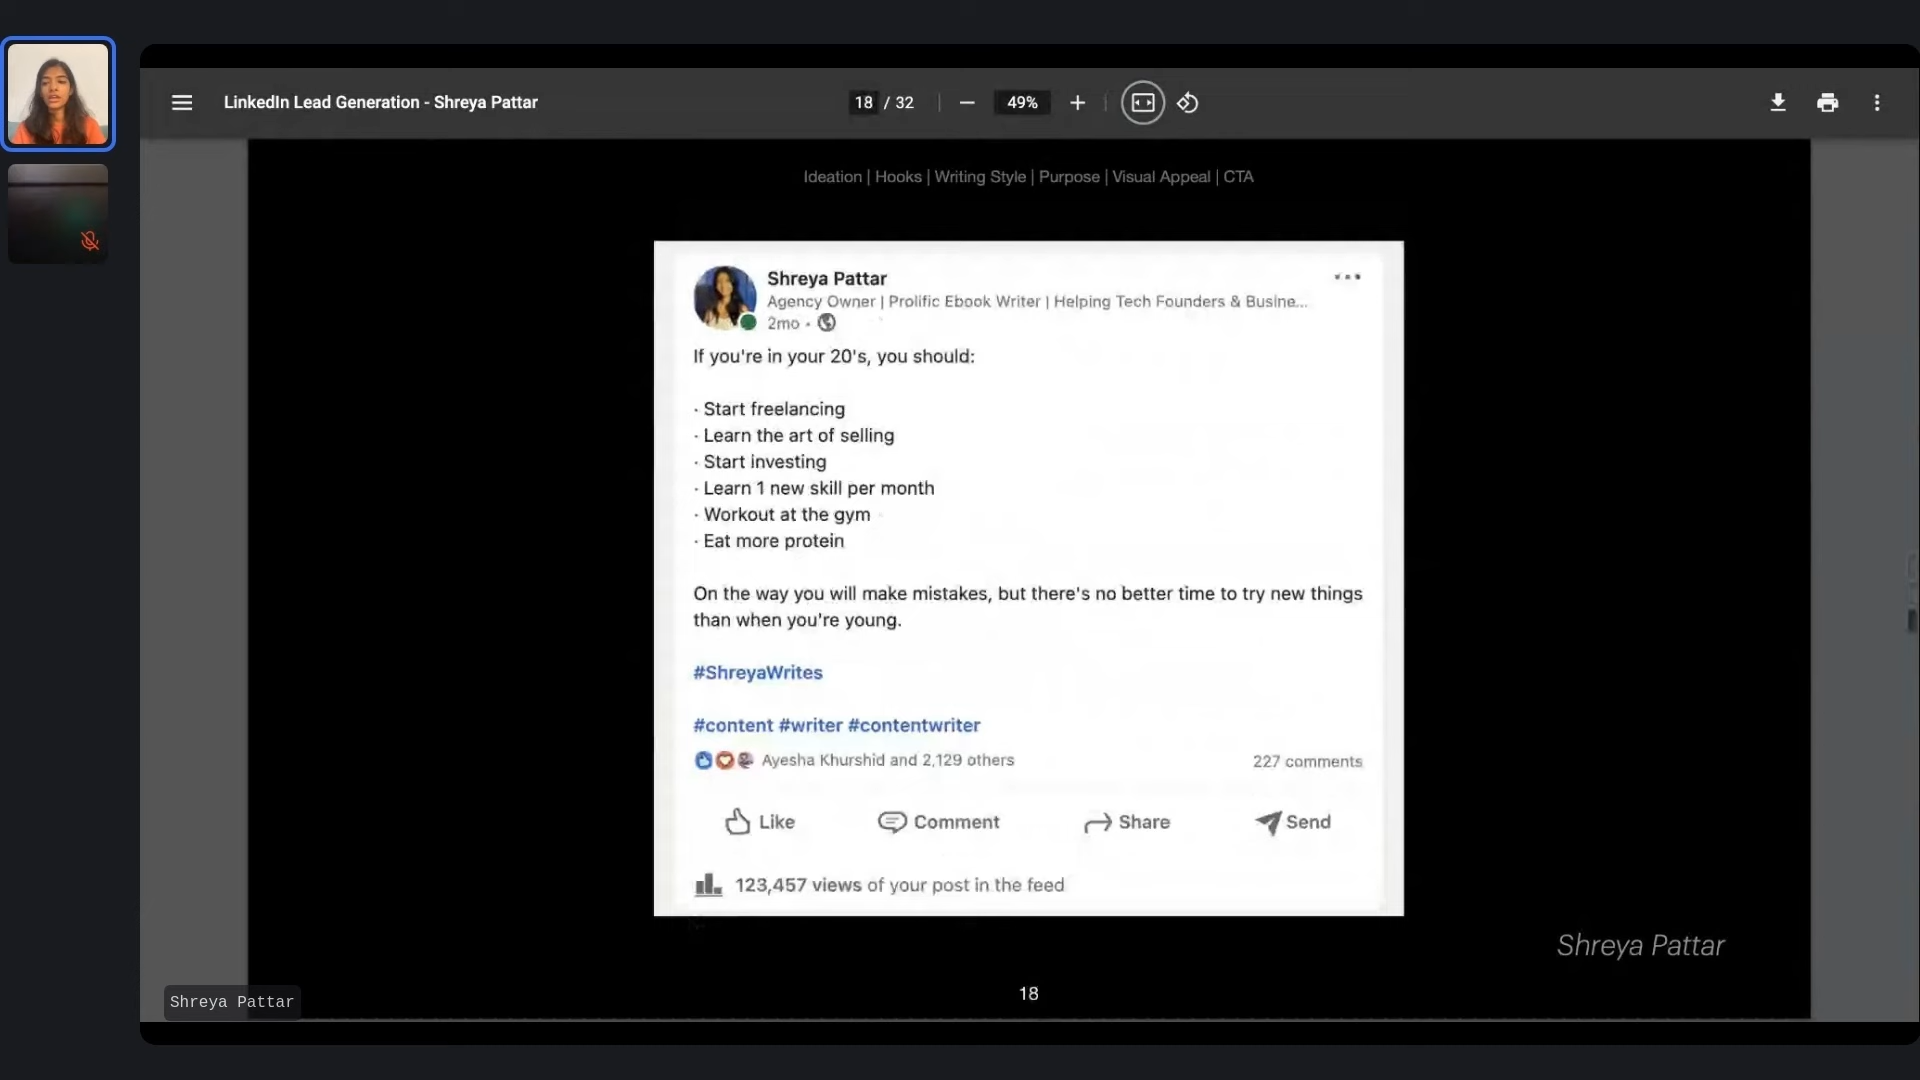 LinkedIn Lead Generation - Shreya Pattar
18 / 32
49%
Ideation | Hooks | Writing Style | Purpose | Visual Appeal | CTA
Shreya Pattar
Agency Owner | Prolific Ebook Writer | Helping Tech Founders & Busine...
2mo •
If you're in your 20's, you should:
· Start freelancing
· Learn the art of selling
· Start investing
· Learn 1 new skill per month
· Workout at the gym
· Eat more protein
On the way you will make mistakes, but there's no better time to try new things
than when you're young.
#ShreyaWrites
#content #writer #contentwriter
Ayesha Khurshid and 2,129 others
227 comments
Like
Comment
Share
Send
123,457 views of your post in the feed
Shreya Pattar
18
Shreya Pattar